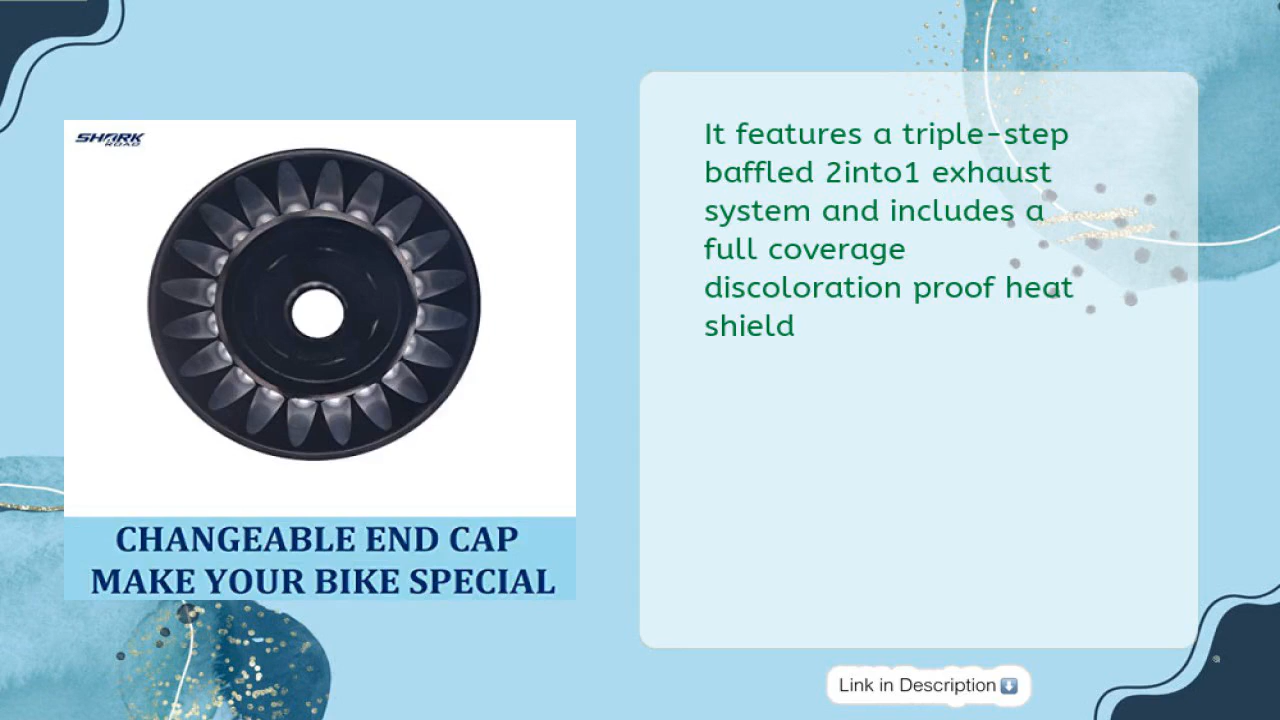 SHARK
ROAD
CHANGEABLE END CAP
MAKE YOUR BIKE SPECIAL
It features a triple-step
baffled 2into1 exhaust
system and includes a
full coverage
discoloration proof heat
shield
Link in Description⬇️